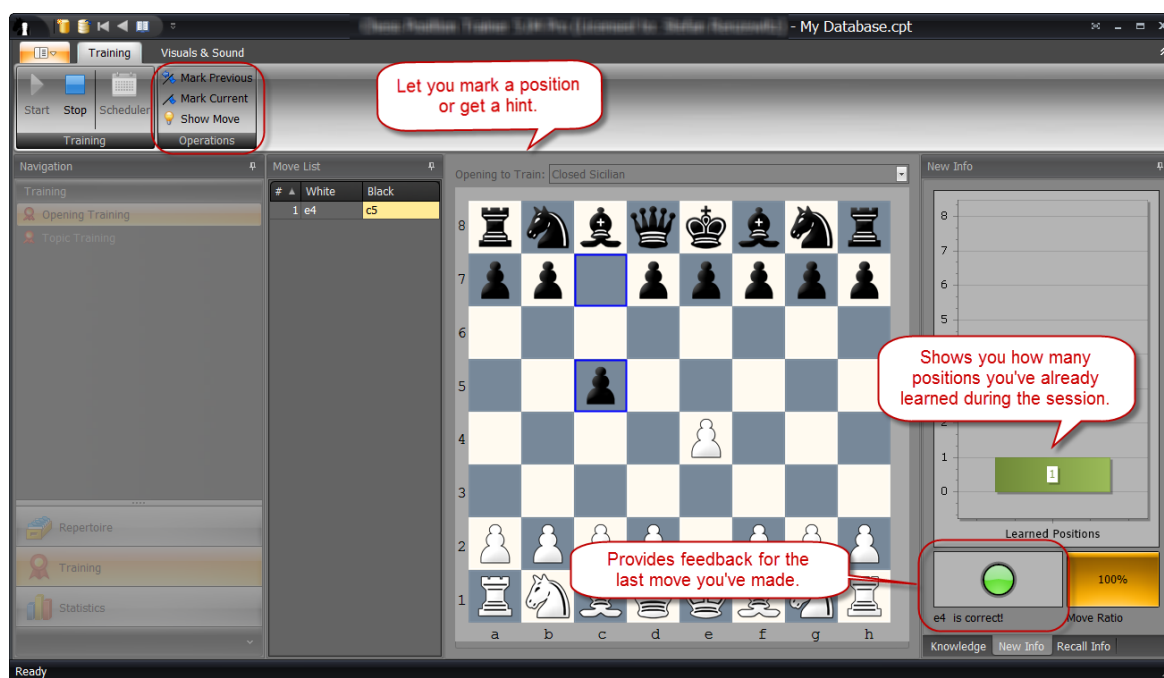 - My Database.cpt
Training
Visuals & Sound
Start
Stop
Scheduler
Training
Mark Previous
Mark Current
Show Move
Operations
Let you mark a position
or get a hint.
Navigation
Training
Opening Training
Topic Training
Repertoire
Training
Statistics
Move List
# White Black
1 e4 c5
Opening to Train: Closed Sicilian
8
7
6
5
4
3
2
1
a b c d e f g h
New Info
8
7
6
5
2
1
0
1
Learned Positions
Shows you how many
positions you've already
learned during the session.
Provides feedback for the
last move you've made.
e4 is correct!
100%
Move Ratio
Knowledge New Info Recall Info
Ready